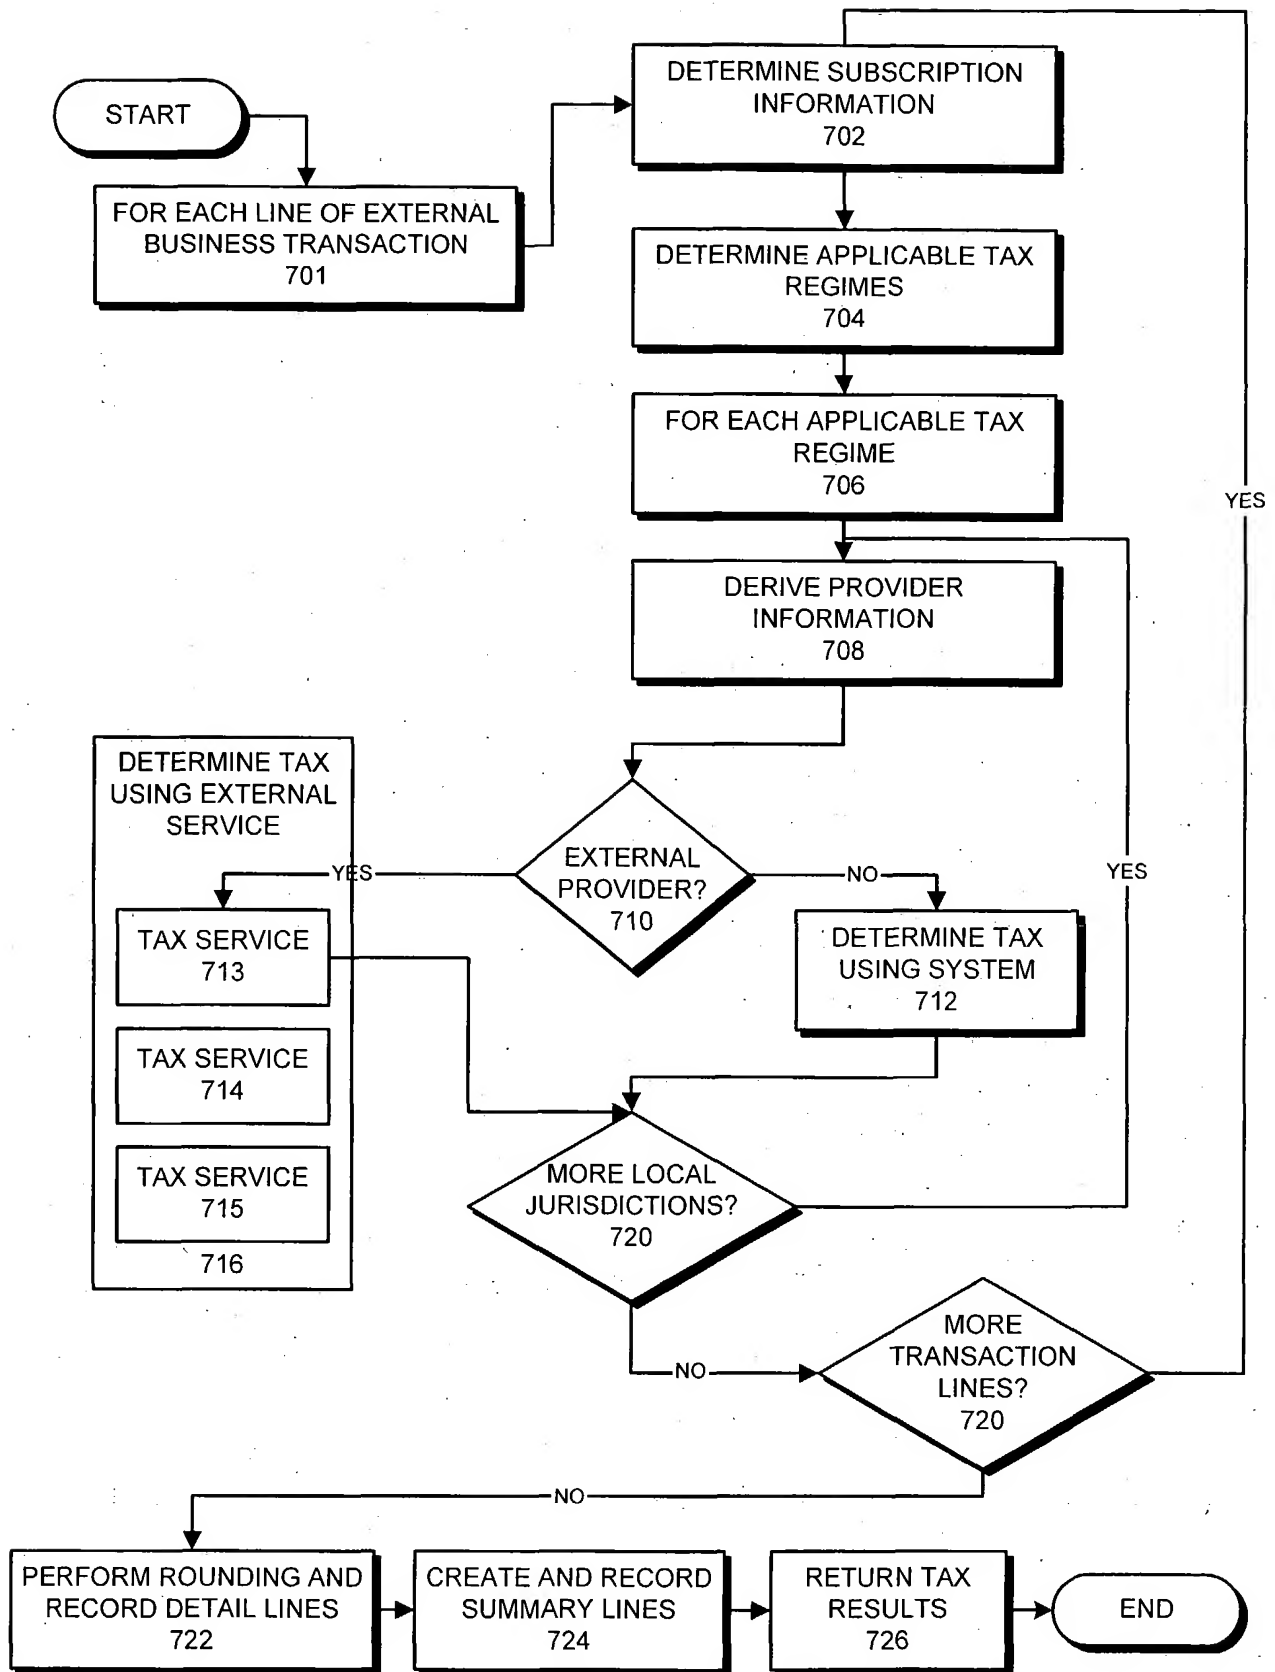 START
FOR EACH LINE OF EXTERNAL
BUSINESS TRANSACTION
701
DETERMINE SUBSCRIPTION
INFORMATION
702
DETERMINE APPLICABLE TAX
REGIMES
704
FOR EACH APPLICABLE TAX
REGIME
706
YES
DERIVE PROVIDER
INFORMATION
708
DETERMINE TAX
USING EXTERNAL
SERVICE
YES
EXTERNAL
PROVIDER?
710
NO
YES
TAX SERVICE
713
DETERMINE TAX
USING SYSTEM
712
TAX SERVICE
714
TAX SERVICE
715
716
MORE LOCAL
JURISDICTIONS?
720
NO
MORE
TRANSACTION
LINES?
720
NO
PERFORM ROUNDING AND
RECORD DETAIL LINES
722
CREATE AND RECORD
SUMMARY LINES
724
RETURN TAX
RESULTS
726
END